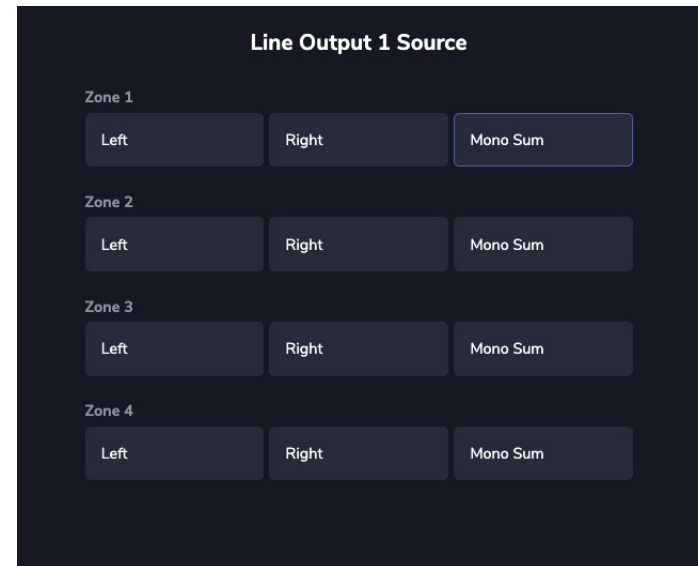 Line Output 1 Source
Zone 1
Left Right Mono Sum
Zone 2
Left Right Mono Sum
Zone 3
Left Right Mono Sum
Zone 4
Left Right Mono Sum